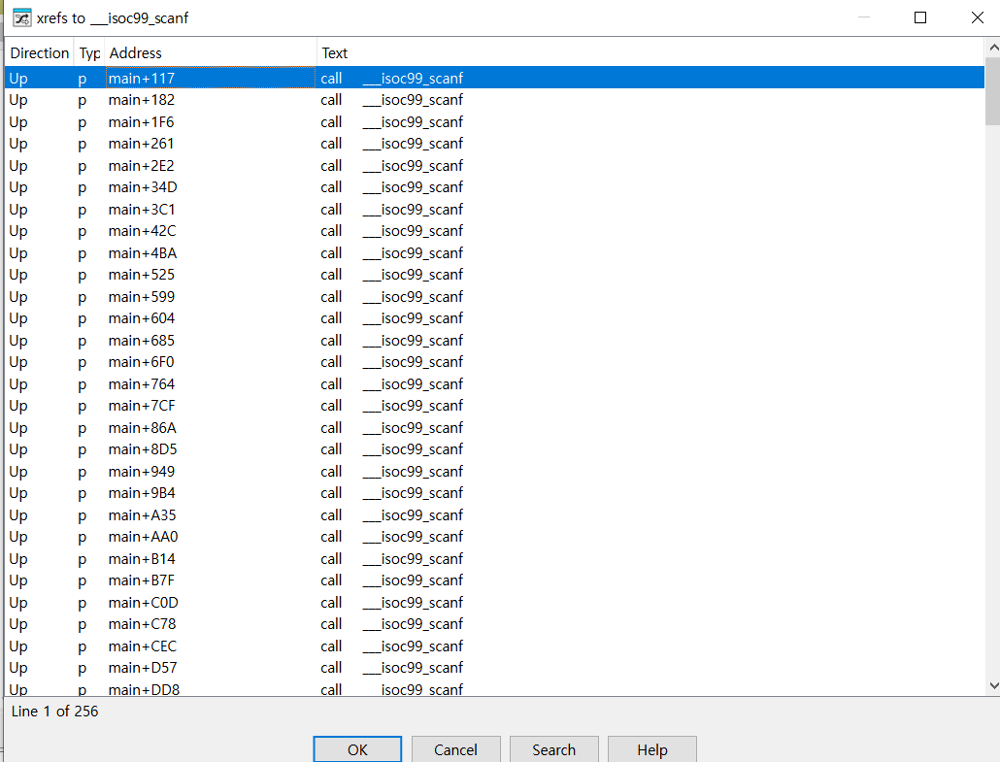 xrefs to ___isoc99_scanf
Direction Typ Address Text
Up p main+117 call ___isoc99_scanf
Up p main+182 call ___isoc99_scanf
Up p main+1F6 call ___isoc99_scanf
Up p main+261 call ___isoc99_scanf
Up p main+2E2 call ___isoc99_scanf
Up p main+34D call ___isoc99_scanf
Up p main+3C1 call ___isoc99_scanf
Up p main+42C call ___isoc99_scanf
Up p main+4BA call ___isoc99_scanf
Up p main+525 call ___isoc99_scanf
Up p main+599 call ___isoc99_scanf
Up p main+604 call ___isoc99_scanf
Up p main+685 call ___isoc99_scanf
Up p main+6F0 call ___isoc99_scanf
Up p main+764 call ___isoc99_scanf
Up p main+7CF call ___isoc99_scanf
Up p main+86A call ___isoc99_scanf
Up p main+8D5 call ___isoc99_scanf
Up p main+949 call ___isoc99_scanf
Up p main+9B4 call ___isoc99_scanf
Up p main+A35 call ___isoc99_scanf
Up p main+AA0 call ___isoc99_scanf
Up p main+B14 call ___isoc99_scanf
Up p main+B7F call ___isoc99_scanf
Up p main+C0D call ___isoc99_scanf
Up p main+C78 call ___isoc99_scanf
Up p main+CEC call ___isoc99_scanf
Up p main+D57 call ___isoc99_scanf
Up p main+DD8 call ___isoc99_scanf
Line 1 of 256
OK Cancel Search Help